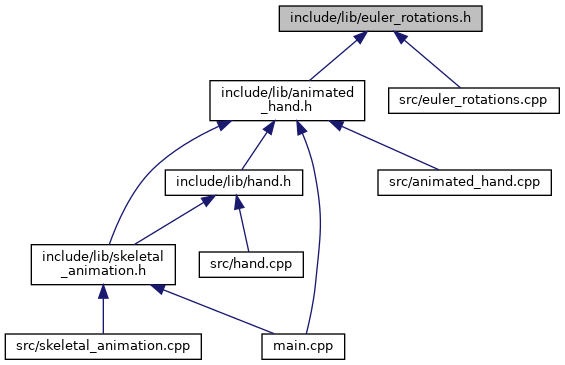 include/lib/euler_rotations.h
include/lib/animated
_hand.h
src/euler_rotations.cpp
include/lib/hand.h
src/animated_hand.cpp
include/lib/skeletal
_animation.h
src/hand.cpp
src/skeletal_animation.cpp
main.cpp